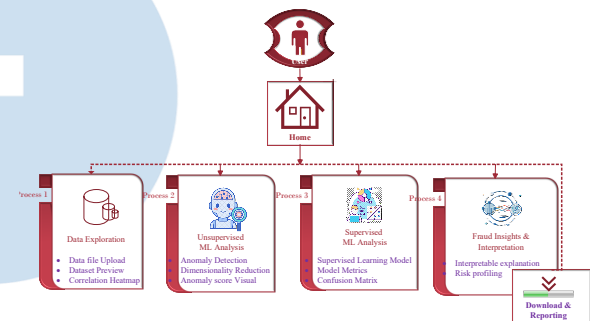 User
Home
Process 1
Data Exploration
Data file Upload
Dataset Preview
Correlation Heatmap
Process 2
Unsupervised
ML Analysis
Anomaly Detection
Dimensionality Reduction
Anomaly score Visual
Process 3
Supervised
ML Analysis
Supervised Learning Model
Model Metrics
Confusion Matrix
Process 4
Fraud Insights &
Interpretation
Interpretable explanation
Risk profiling
Download &
Reporting